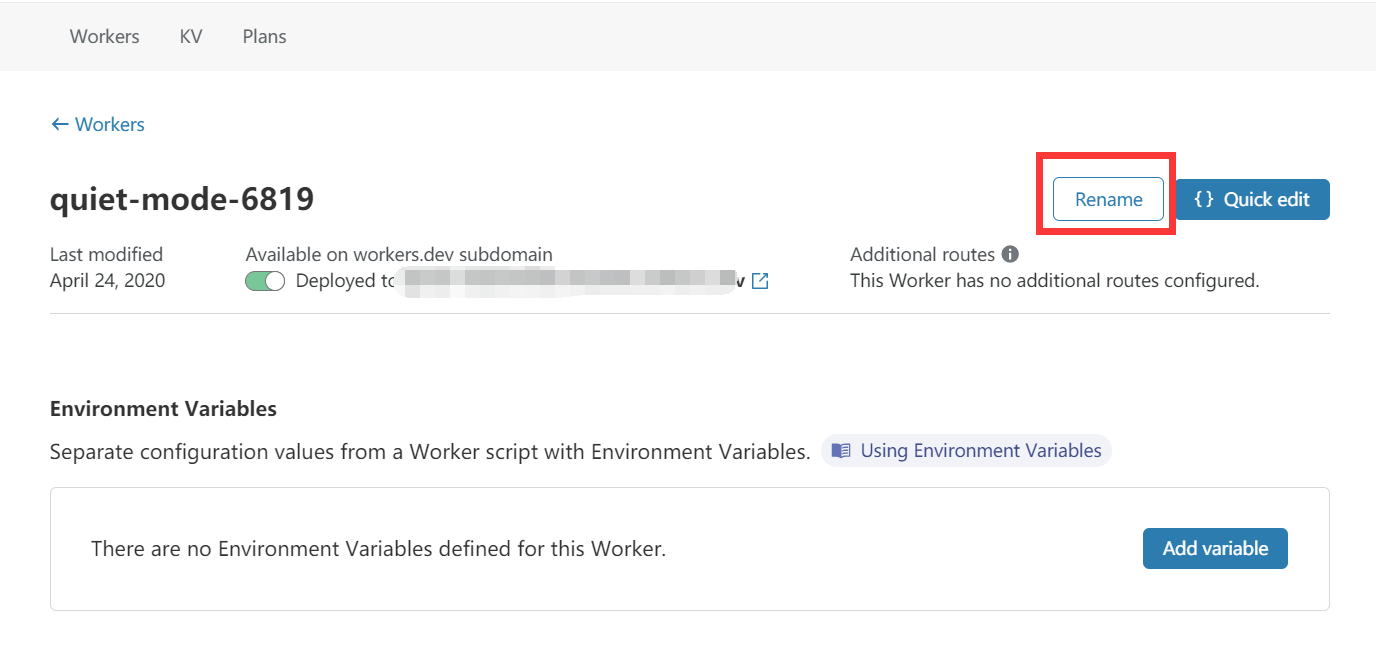 Workers KV Plans
← Workers
quiet-mode-6819
Rename
{ } Quick edit
Last modified
Available on workers.dev subdomain
Additional routes
April 24, 2020
Deployed
This Worker has no additional routes configured.
Environment Variables
Separate configuration values from a Worker script with Environment Variables.
Using Environment Variables
There are no Environment Variables defined for this Worker.
Add variable